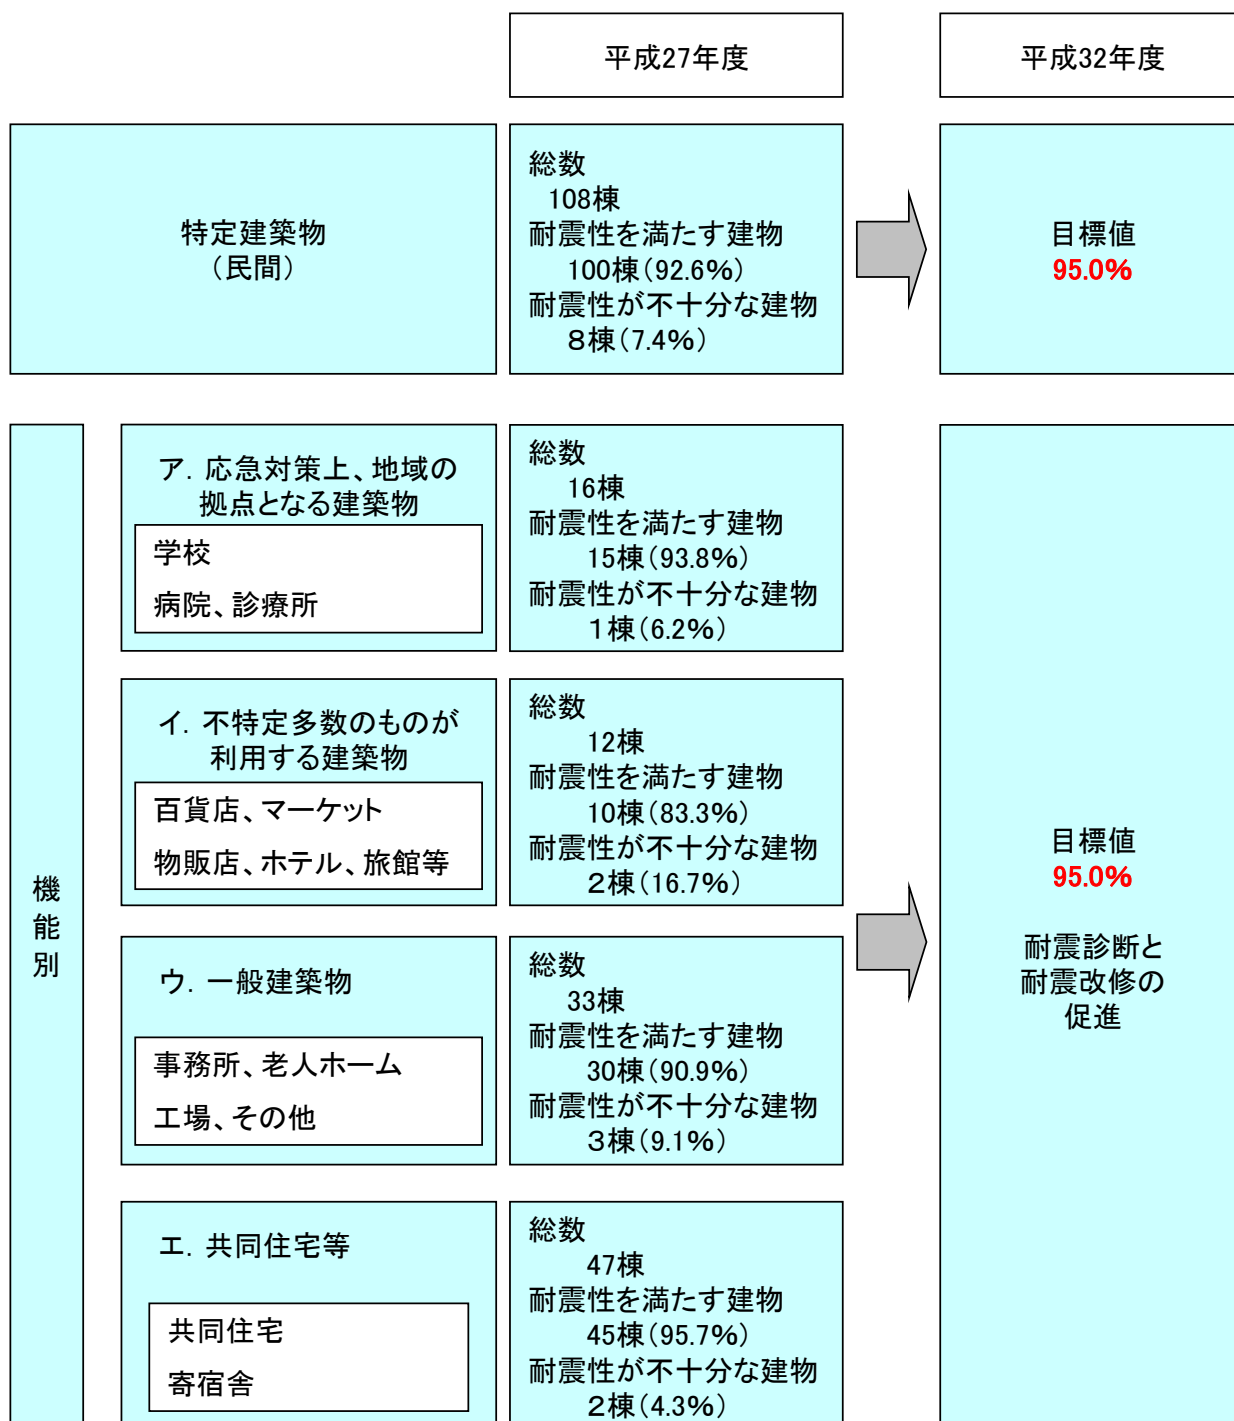 平成27年度
平成32年度
特定建築物
（民間）
総数
108棟
耐震性を満たす建物
100棟（92.6%）
耐震性が不十分な建物
８棟（7.4%）
目標値
95.0%
機能別
ア．応急対策上、地域の
拠点となる建築物
学校
病院、診療所
総数
16棟
耐震性を満たす建物
15棟（93.8%）
耐震性が不十分な建物
１棟（6.2%）
イ．不特定多数のものが
利用する建築物
百貨店、マーケット
物販店、ホテル、旅館等
総数
12棟
耐震性を満たす建物
10棟（83.3%）
耐震性が不十分な建物
２棟（16.7%）
ウ．一般建築物
事務所、老人ホーム
工場、その他
総数
33棟
耐震性を満たす建物
30棟（90.9%）
耐震性が不十分な建物
３棟（9.1%）
エ．共同住宅等
共同住宅
寄宿舎
総数
47棟
耐震性を満たす建物
45棟（95.7%）
耐震性が不十分な建物
２棟（4.3%）
目標値
95.0%
耐震診断と
耐震改修の
促進